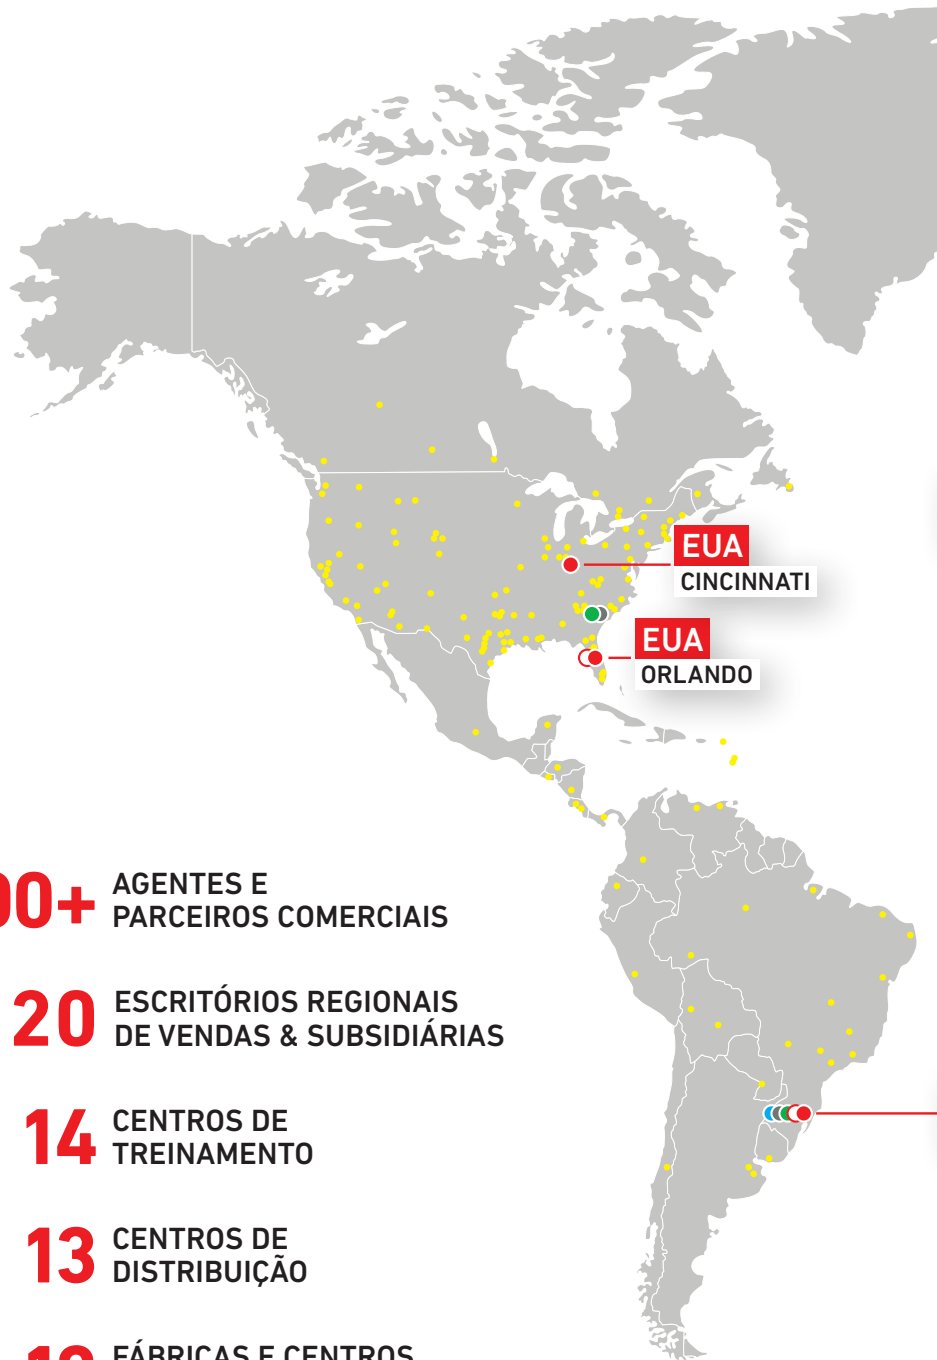 EUA
CINCINNATI
EUA
ORLANDO
00+ AGENTES E
PARCEIROS COMERCIAIS
20 ESCRITÓRIOS REGIONAIS
DE VENDAS & SUBSIDIÁRIAS
14 CENTROS DE
TREINAMENTO
13 CENTROS DE
DISTRIBUIÇÃO
FÁBRICAS E CENTROS